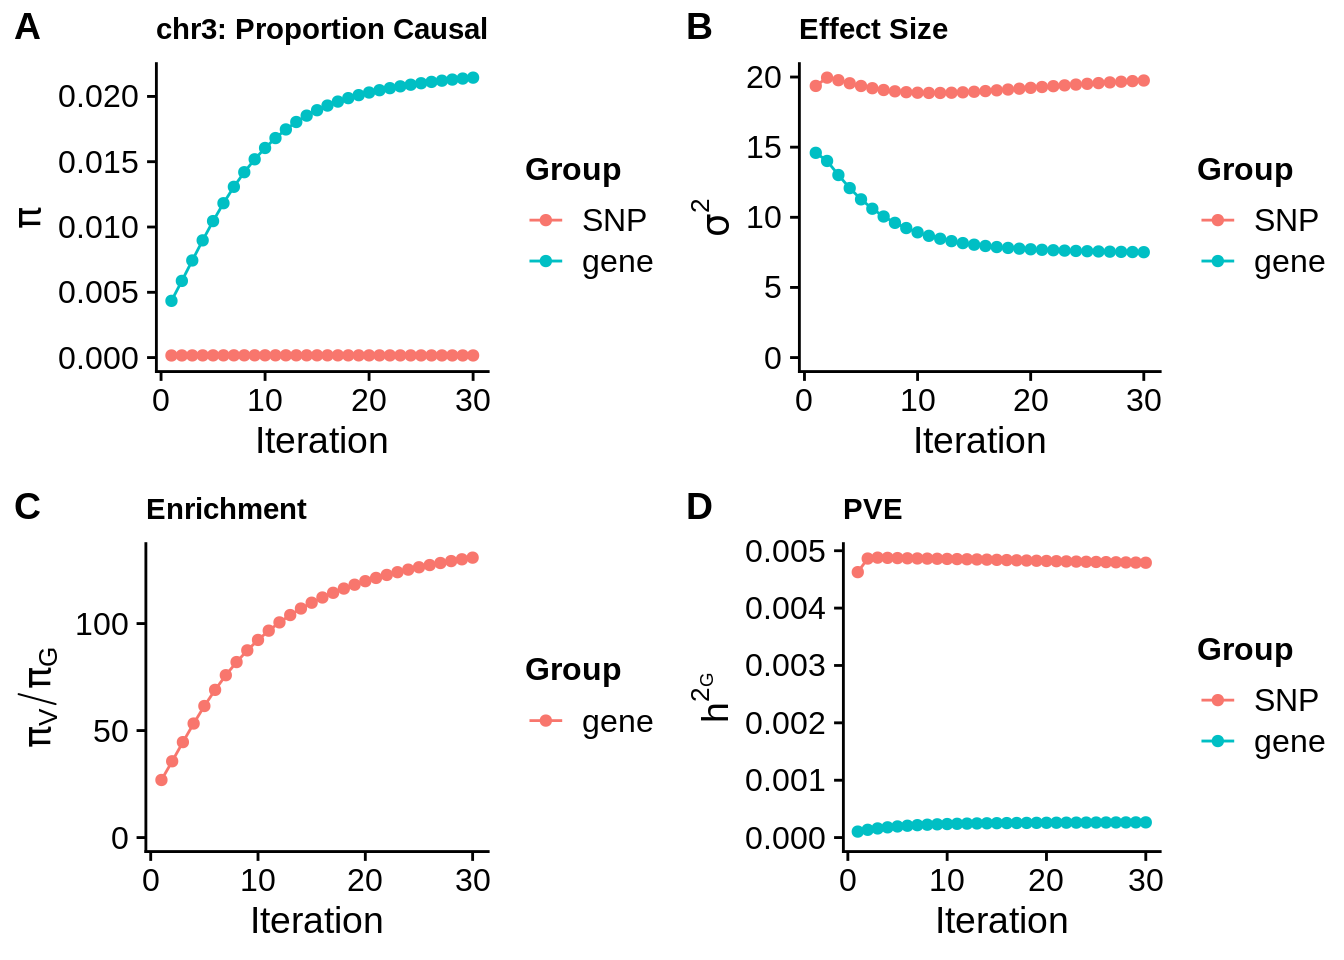 A
chr3: Proportion Causal
π
0.020
0.015
0.010
0.005
0.000
0 10 20 30
Iteration
Group
SNP
gene
B
Effect Size
σ²
20
15
10
5
0
0 10 20 30
Iteration
Group
SNP
gene
C
Enrichment
πV/πG
100
50
0
0 10 20 30
Iteration
Group
gene
D
PVE
h²G
0.005
0.004
0.003
0.002
0.001
0.000
0 10 20 30
Iteration
Group
SNP
gene